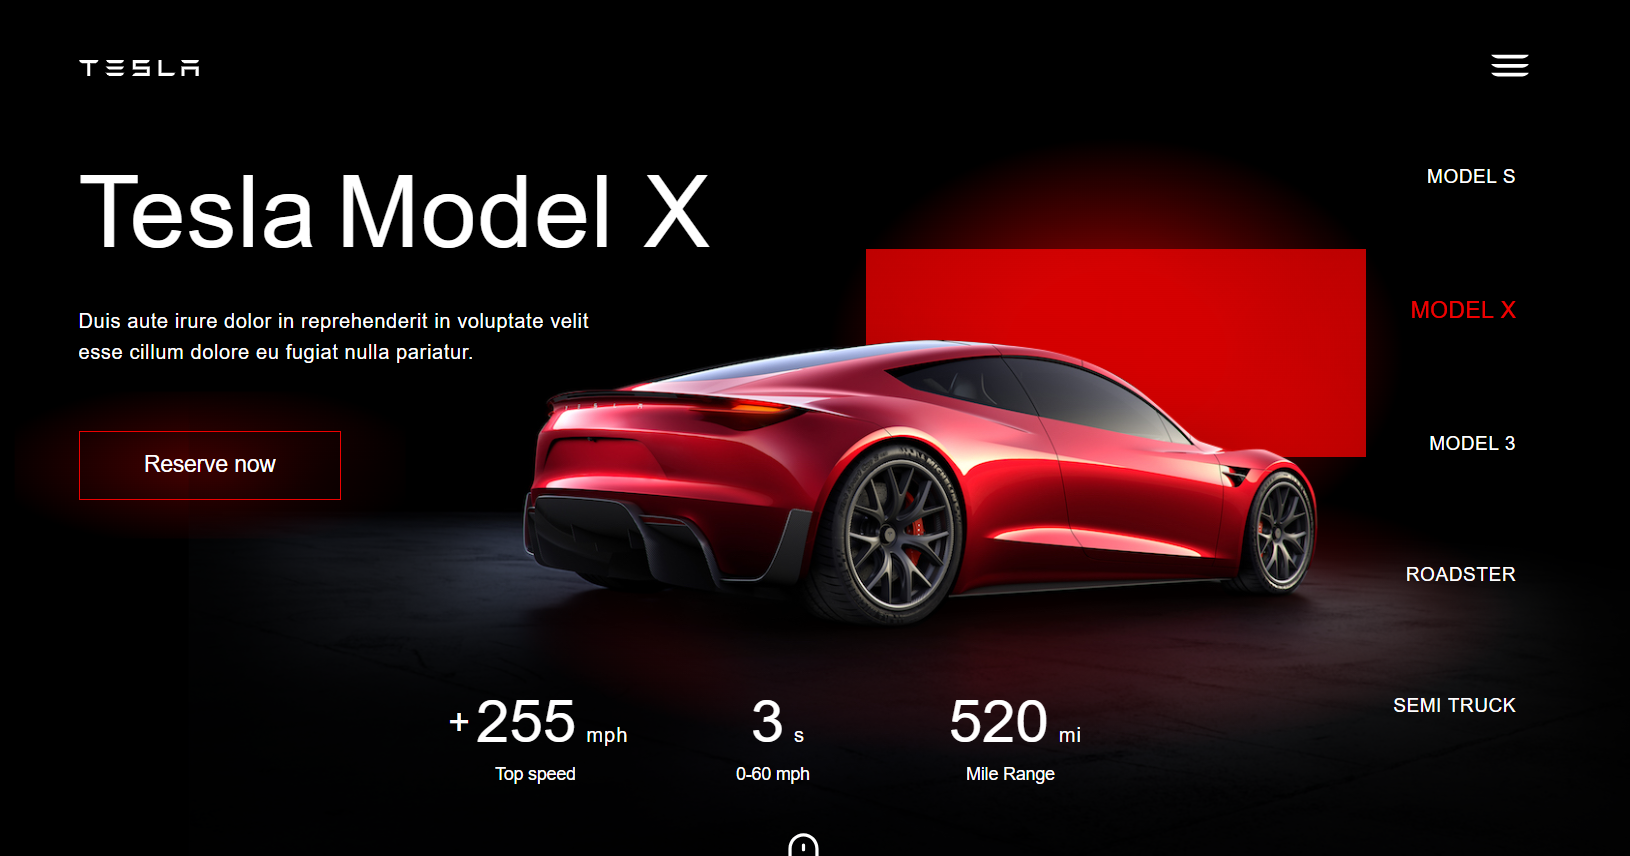 TESLA
Tesla Model X
Duis aute irure dolor in reprehenderit in voluptate velit
esse cillum dolore eu fugiat nulla pariatur.
Reserve now
MODEL S
MODEL X
MODEL 3
ROADSTER
SEMI TRUCK
TESLA
MICHELIN
+255 mph
Top speed
3 s
0-60 mph
520 mi
Mile Range